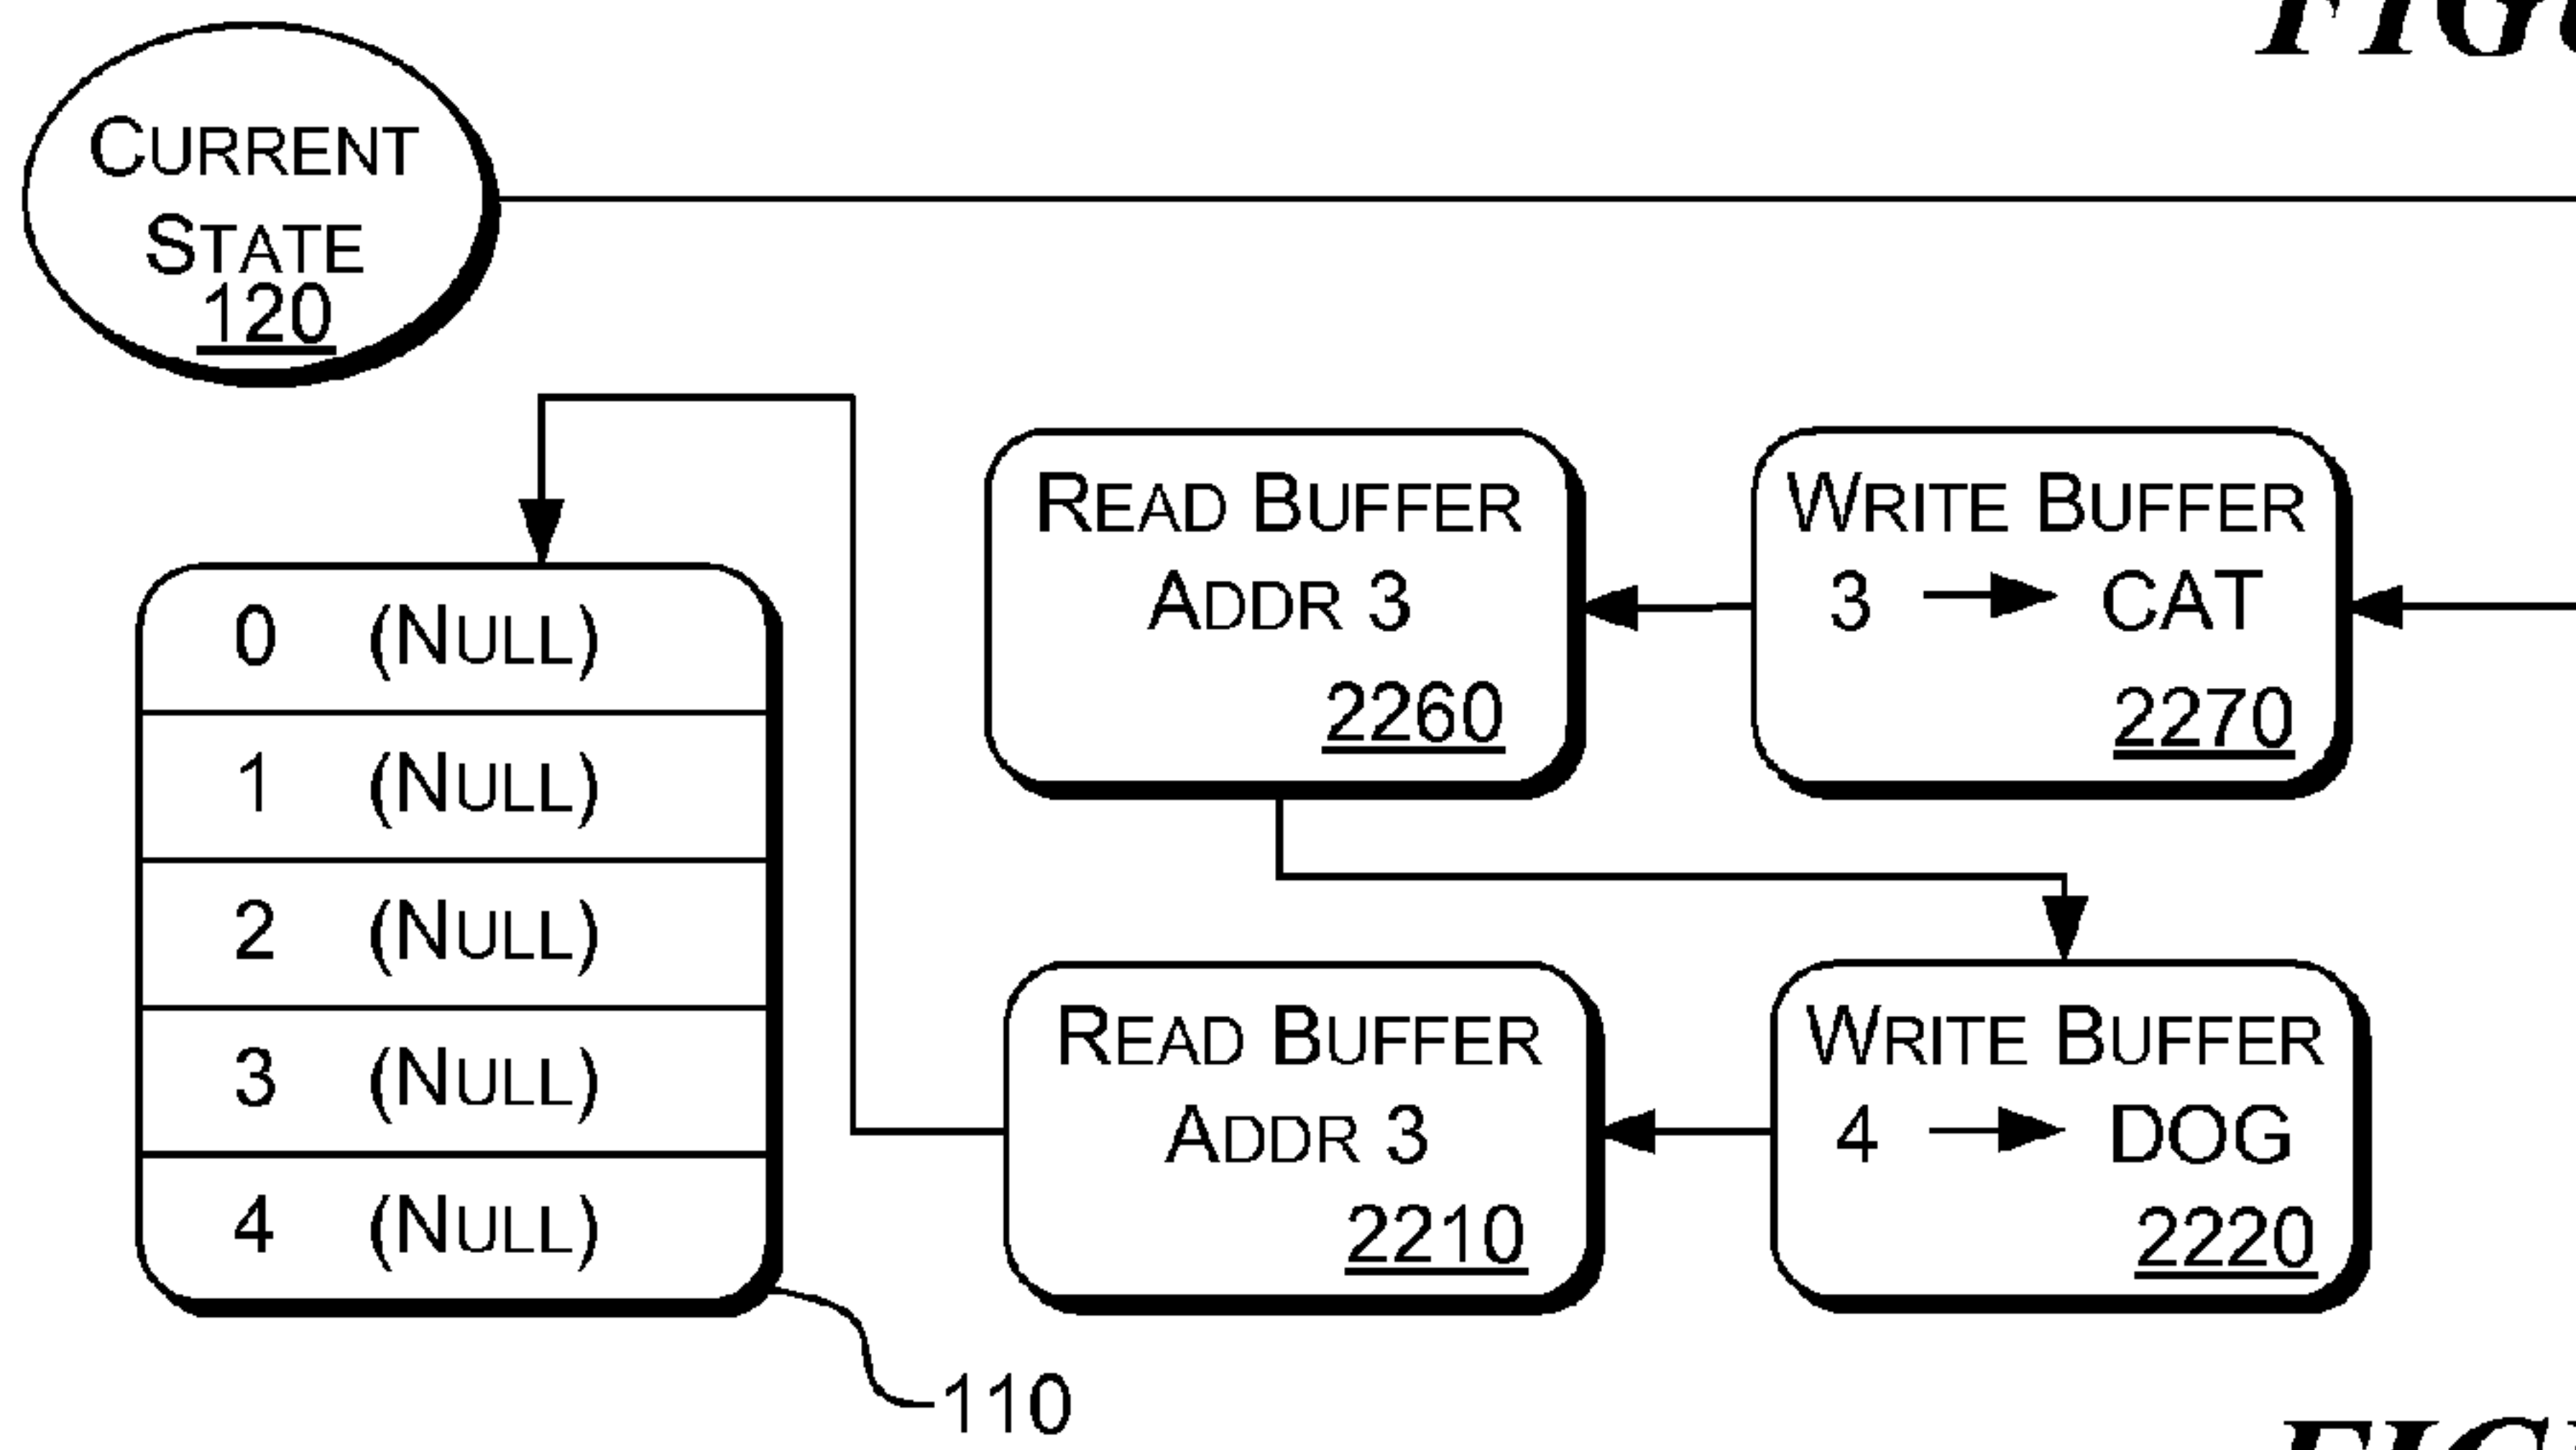 CURRENT
STATE
120
0 (NULL)
1 (NULL)
2 (NULL)
3 (NULL)
4 (NULL)
110
READ BUFFER
ADDR 3
2260
WRITE BUFFER
3 → CAT
2270
READ BUFFER
ADDR 3
2210
WRITE BUFFER
4 → DOG
2220